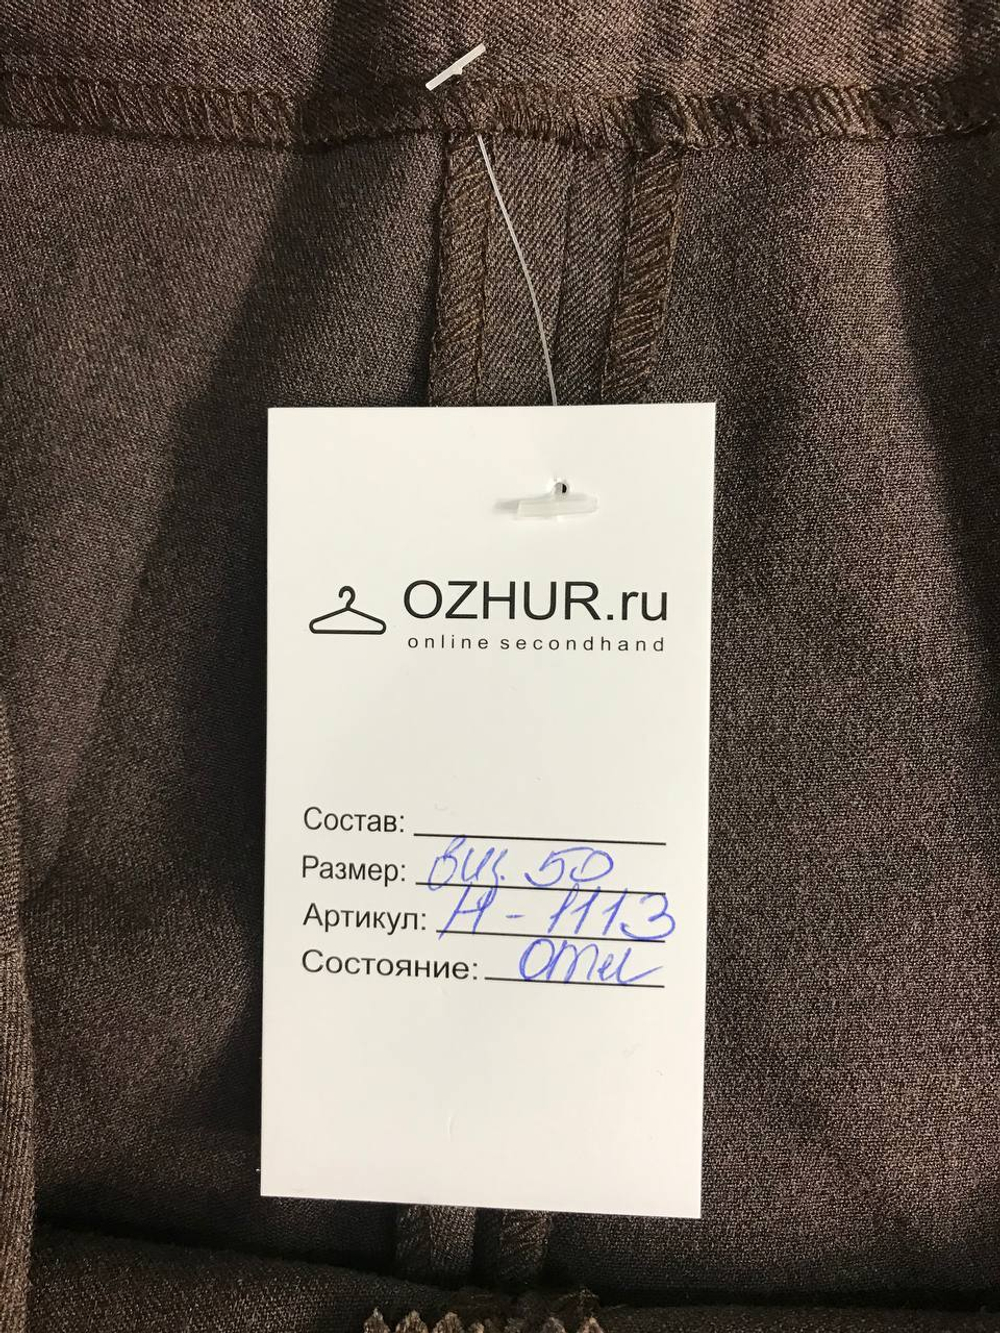 OZHUR.ru
online secondhand
Состав:
Размер: виз. 50
Артикул: Н-1113
Состояние: отл